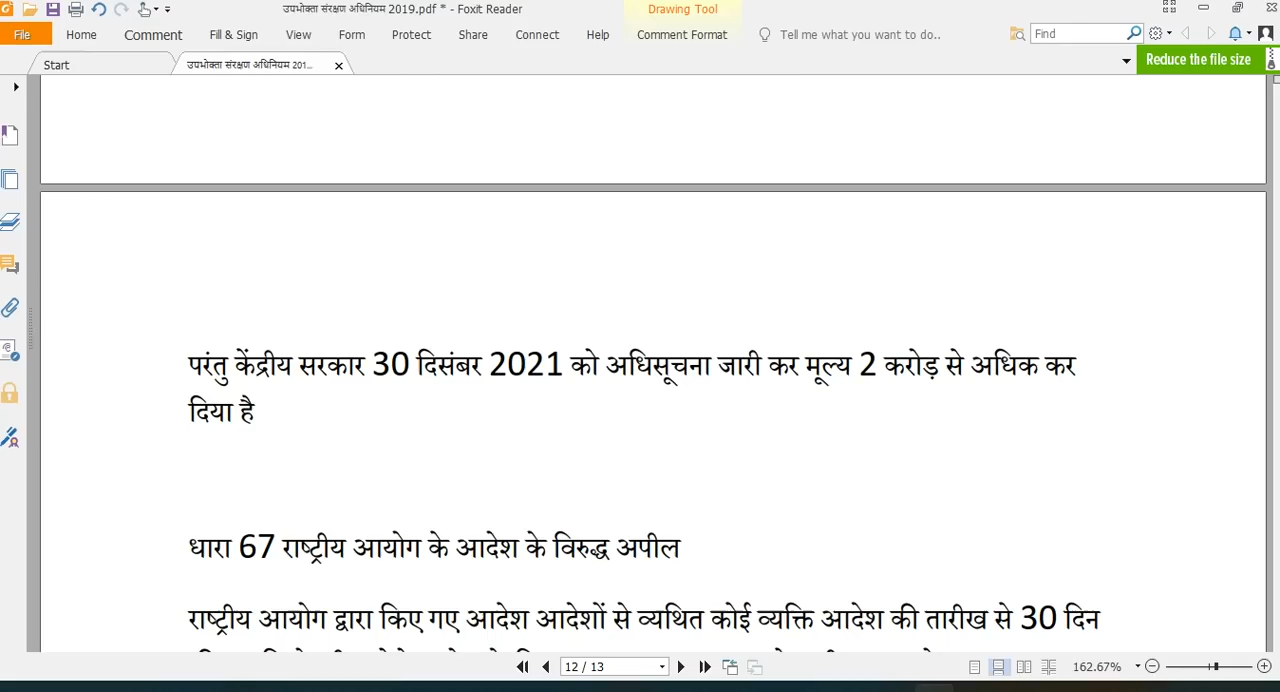 उपभोक्ता संरक्षण अधिनियम 2019.pdf * - Foxit Reader
Drawing Tool
File Home Comment Fill & Sign View Form Protect Share Connect Help Comment Format Tell me what you want to do.. Find
Start उपभोक्ता संरक्षण अधिनियम 201...
Reduce the file size
परंतु केंद्रीय सरकार 30 दिसंबर 2021 को अधिसूचना जारी कर मूल्य 2 करोड़ से अधिक कर
दिया है
धारा 67 राष्ट्रीय आयोग के आदेश के विरुद्ध अपील
राष्ट्रीय आयोग द्वारा किए गए आदेश आदेशों से व्यथित कोई व्यक्ति आदेश की तारीख से 30 दिन
12 / 13 162.67%